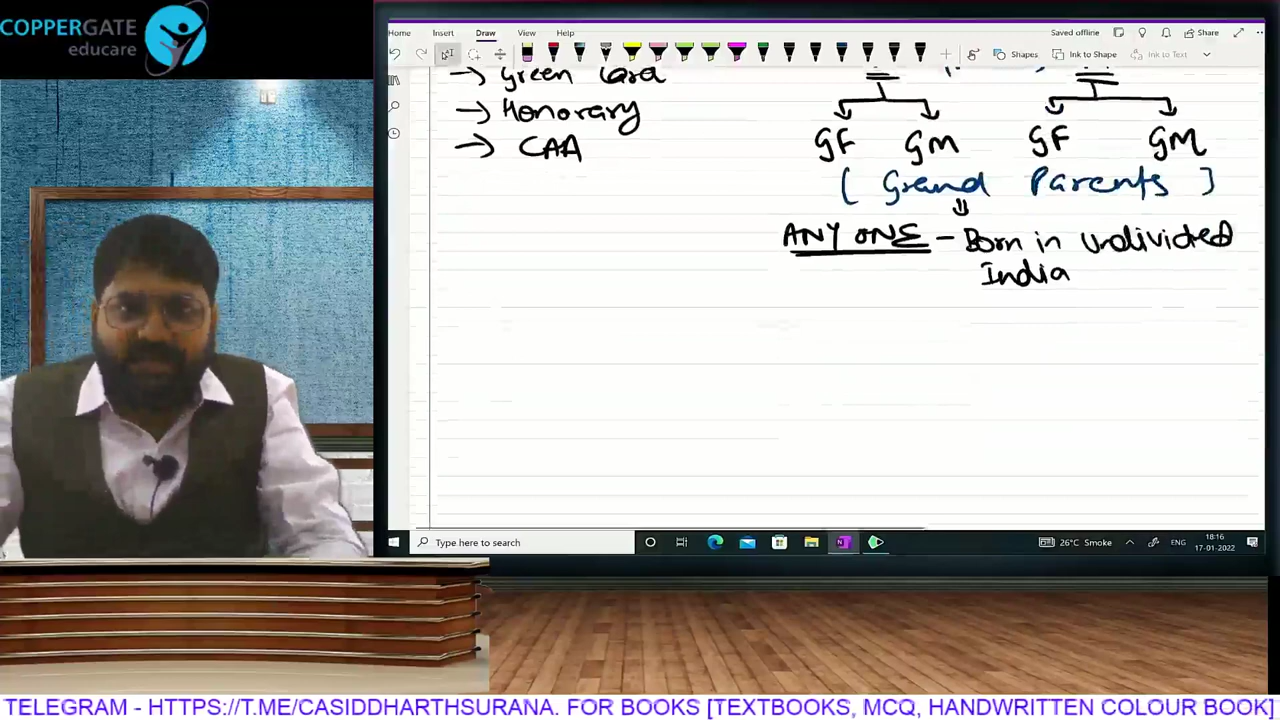 COPPERGATE
educare
Home Insert Draw View Help
Saved offline
Share
Shapes
Ink to Shape
Ink to Text
→ Green Card
→ Honorary
→ CAA
GF GM GF GM
( Grand Parents )
ANY ONE - Born in Undivided
India
Type here to search
26°C Smoke
ENG
18:16
17-01-2022
TELEGRAM - HTTPS://T.ME/CASIDDHARTHSURANA. FOR BOOKS [TEXTBOOKS, MCQ, HANDWRITTEN COLOUR BOOK]